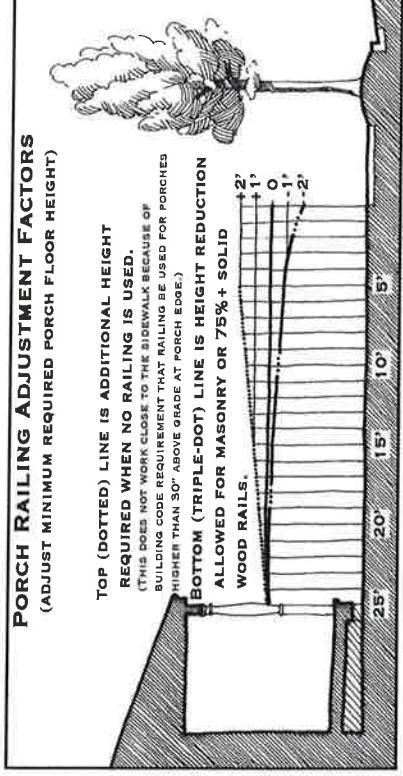 PORCH RAILING ADJUSTMENT FACTORS
(ADJUST MINIMUM REQUIRED PORCH FLOOR HEIGHT)
TOP (DOTTED) LINE IS ADDITIONAL HEIGHT
REQUIRED WHEN NO RAILING IS USED.
(THIS DOES NOT WORK CLOSE TO THE SIDEWALK BECAUSE OF
BUILDING CODE REQUIREMENT THAT RAILING BE USED FOR PORCHES
HIGHER THAN 30" ABOVE GRADE AT PORCH EDGE.)
BOTTOM (TRIPLE-DOT) LINE IS HEIGHT REDUCTION
ALLOWED FOR MASONRY OR 75%+ SOLID
WOOD RAILS.
+2'
+1'
0
-1'
-2'
25' 20' 15' 10' 5'